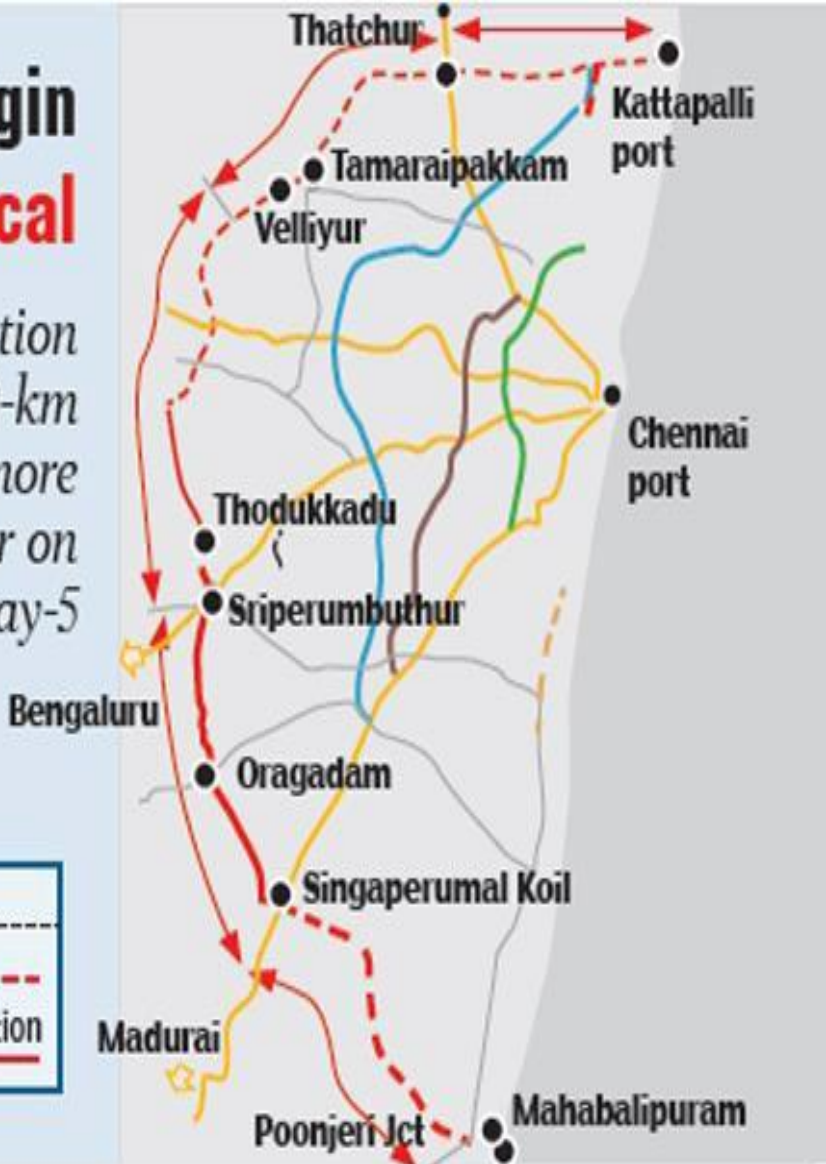 Thatchur
gin
Kattapalli
port
Tamaraipakkam
cal
Velliyur
tion
-km
Chennai
port
nore
Thodukkadu
r on
ay-5
Sriperumbuthur
Bengaluru
Oragadam
Singaperumal Koil
tion
Madurai
Mahabalipuram
Poonjeri Jct